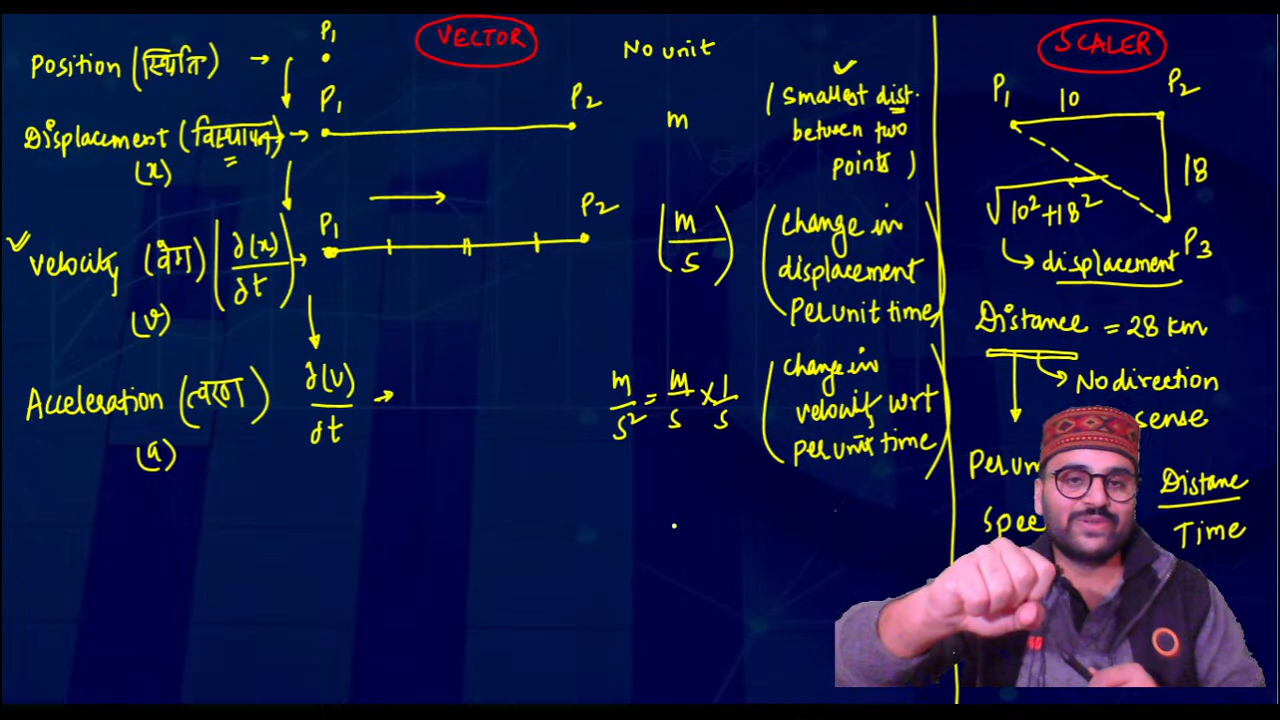 VECTOR
Position (स्थिति) → P₁
No unit
Displacement (विस्थापन) → P₁ P₂
(x)
m
( Smallest dist.
between two
points )
Velocity (वेग) (∂(x)/∂t) → P₁ P₂
(v)
(m/s)
(change in
displacement
Per unit time)
Acceleration (त्वरण) ∂(v)/∂t →
(a)
m/s² = m/s × 1/s
(change in
velocity wrt
per unit time)
SCALER
P₁ 10 P₂
18
√10²+18²
P₃
↳ displacement
Distance = 28 km
↳ No direction
sense
Distane
Time